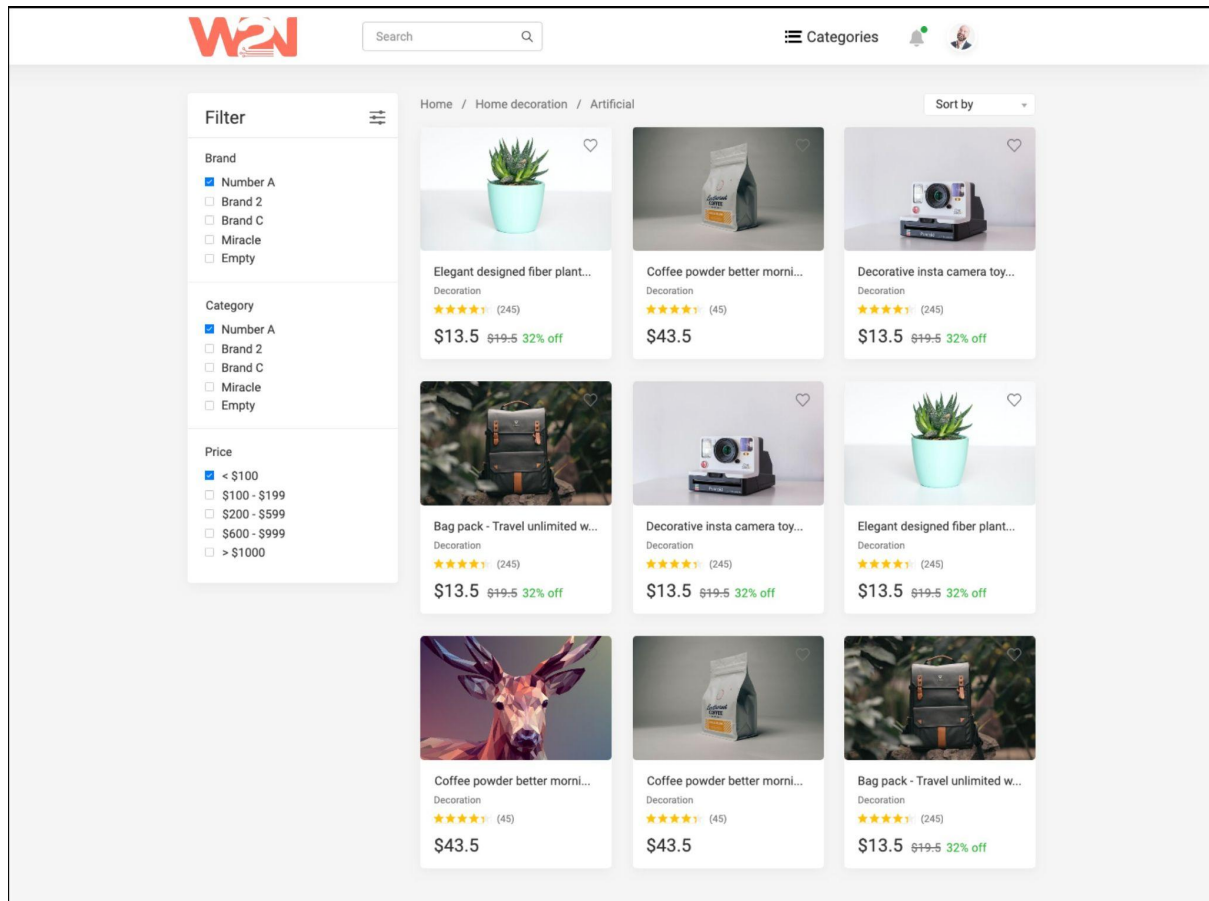 W2N
Search
Categories
Filter
Brand
Number A
Brand 2
Brand C
Miracle
Empty
Category
Number A
Brand 2
Brand C
Miracle
Empty
Price
< $100
$100 - $199
$200 - $599
$600 - $999
> $1000
Home / Home decoration / Artificial
Sort by
Elegant designed fiber plant...
Decoration
(245)
$13.5 $19.5 32% off
COFFEE
Coffee powder better morni...
Decoration
(45)
$43.5
Decorative insta camera toy...
Decoration
(245)
$13.5 $19.5 32% off
Bag pack - Travel unlimited w...
Decoration
(245)
$13.5 $19.5 32% off
Decorative insta camera toy...
Decoration
(245)
$13.5 $19.5 32% off
Elegant designed fiber plant...
Decoration
(245)
$13.5 $19.5 32% off
Coffee powder better morni...
Decoration
(45)
$43.5
COFFEE
Coffee powder better morni...
Decoration
(45)
$43.5
Bag pack - Travel unlimited w...
Decoration
(245)
$13.5 $19.5 32% off